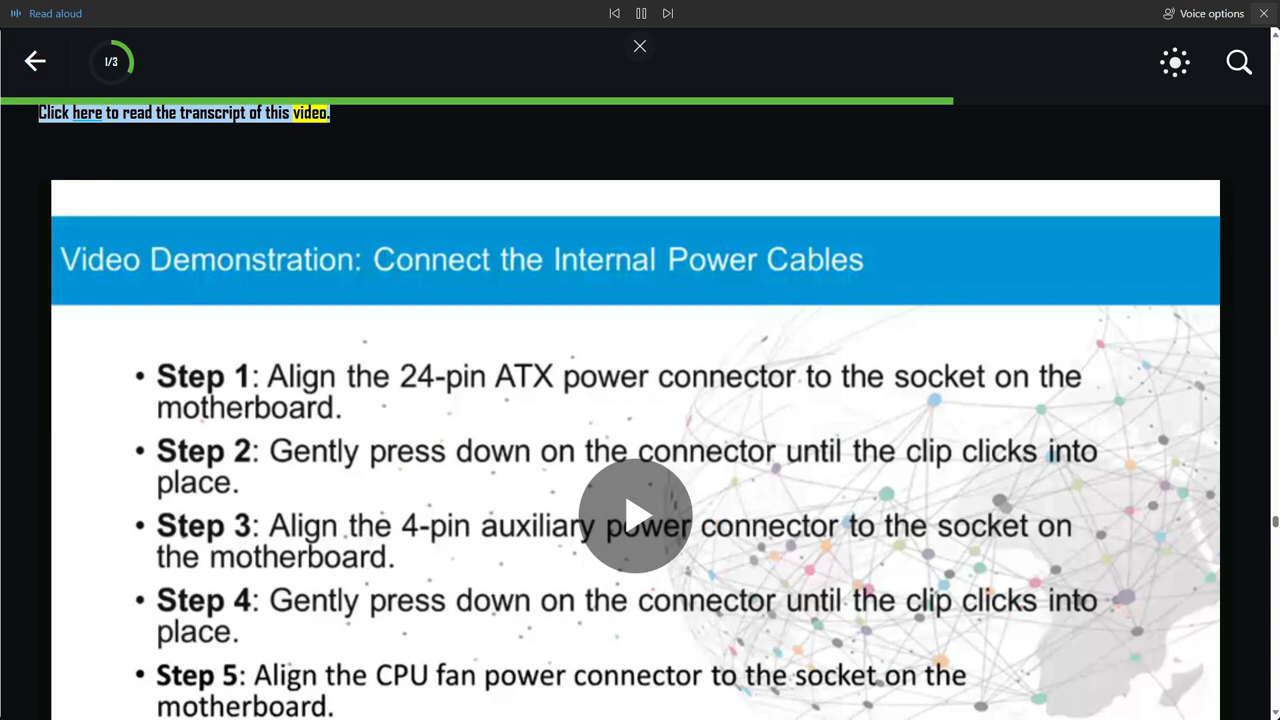 Read aloud
Voice options
1/3
Click here to read the transcript of this video.
Video Demonstration: Connect the Internal Power Cables
• Step 1: Align the 24-pin ATX power connector to the socket on the
motherboard.
• Step 2: Gently press down on the connector until the clip clicks into
place.
• Step 3: Align the 4-pin auxiliary power connector to the socket on
the motherboard.
• Step 4: Gently press down on the connector until the clip clicks into
place.
• Step 5: Align the CPU fan power connector to the socket on the
motherboard.